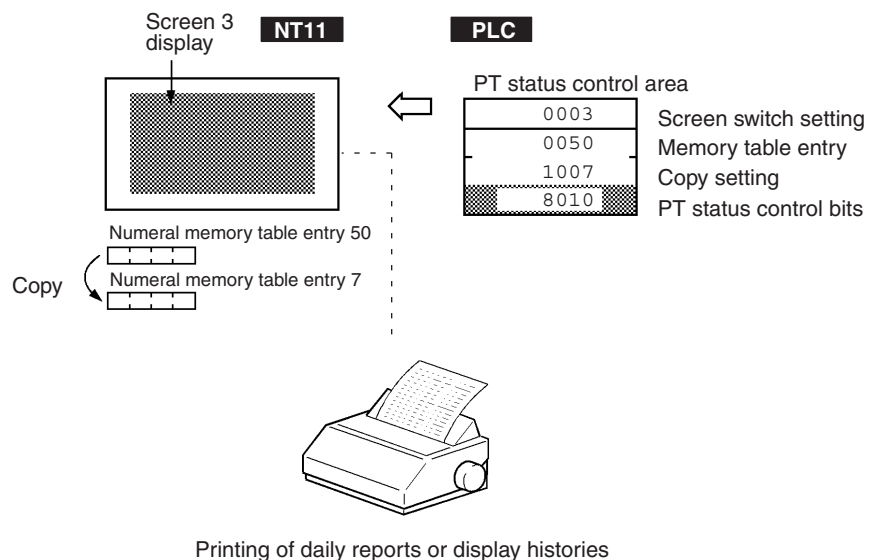 Screen 3
display
NT11
PLC
PT status control area
0003
Screen switch setting
0050
Memory table entry
1007
Copy setting
8010
PT status control bits
Numeral memory table entry 50
Copy
Numeral memory table entry 7
Printing of daily reports or display histories